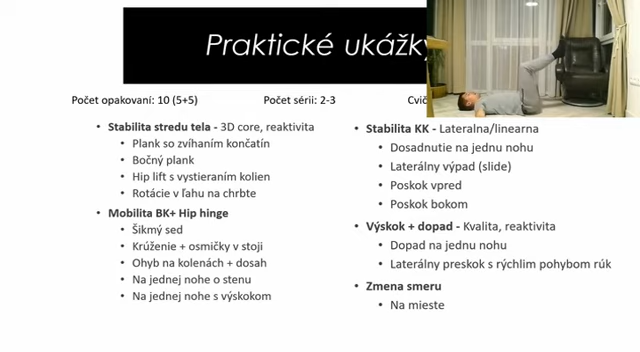 Praktické ukážky
Počet opakovaní: 10 (5+5)
Počet sérii: 2-3
Stabilita stredu tela - 3D core, reaktivita
Plank so zvíhaním končatín
Bočný plank
Hip lift s vystieraním kolien
Rotácie v ľahu na chrbte
Mobilita BK+ Hip hinge
Šikmý sed
Krúženie + osmičky v stoji
Ohyb na kolenách + dosah
Na jednej nohe o stenu
Na jednej nohe s výskokom
Stabilita KK - Lateralna/linearna
Dosadnutie na jednu nohu
Laterálny výpad (slide)
Poskok vpred
Poskok bokom
Výskok + dopad - Kvalita, reaktivita
Dopad na jednu nohu
Laterálny preskok s rýchlim pohybom rúk
Zmena smeru
Na mieste